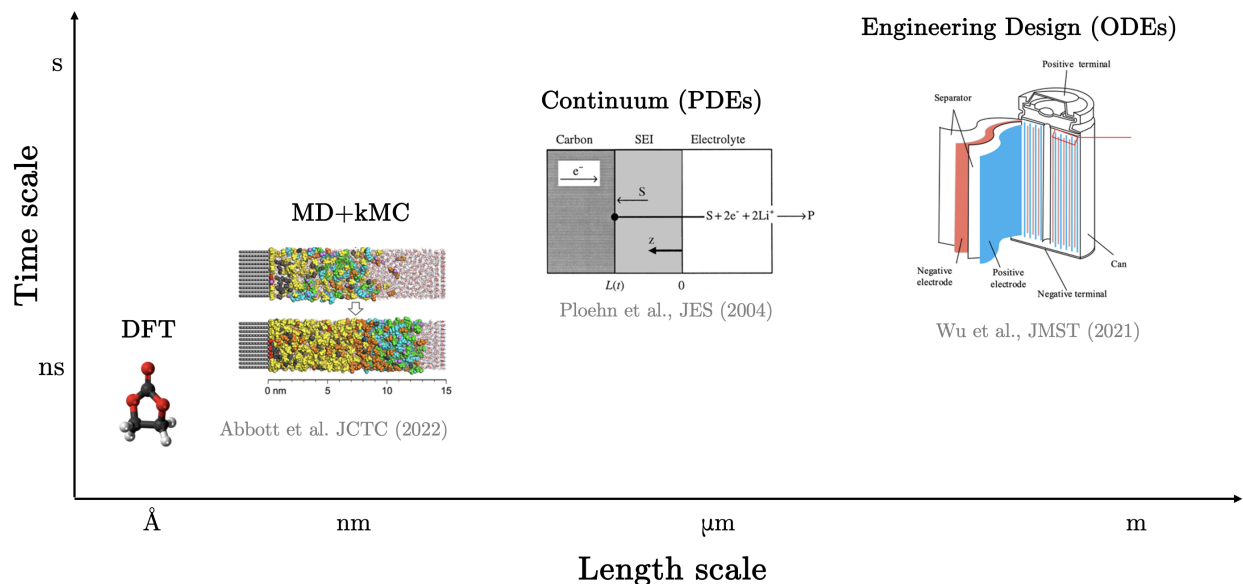 Engineering Design (ODEs)
s
Positive terminal
Continuum (PDEs)
Separator
Carbon
SEI
Electrolyte
e⁻
S
MD+kMC
S + 2e⁻ + 2Li⁺ ⟶ P
Time scale
z
Can
Negative
electrode
Positive
electrode
L(t)
0
Negative terminal
Ploehn et al., JES (2004)
DFT
Wu et al., JMST (2021)
ns
0 nm
5
10
15
Abbott et al. JCTC (2022)
Å
nm
μm
m
Length scale